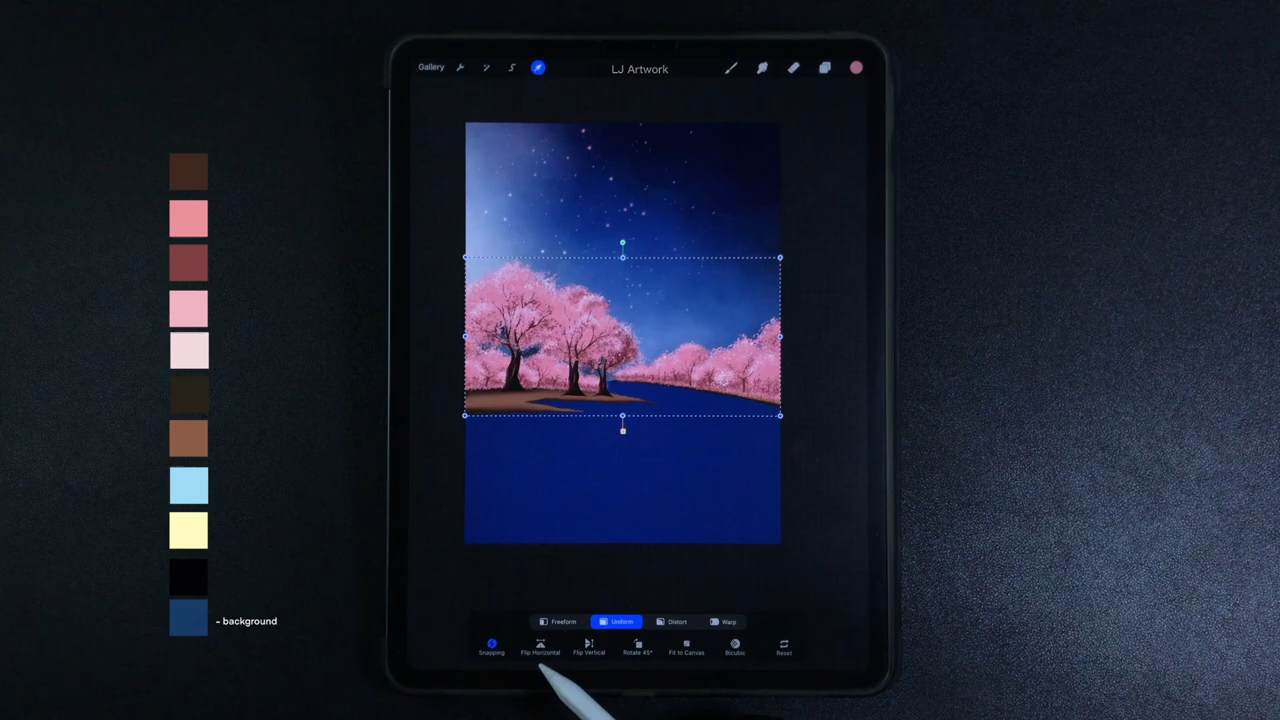 Gallery
LJ Artwork
- background
Freeform Uniform Distort Warp
Snapping Flip Horizontal Flip Vertical Rotate 45° Fit to Canvas Bicubic Reset